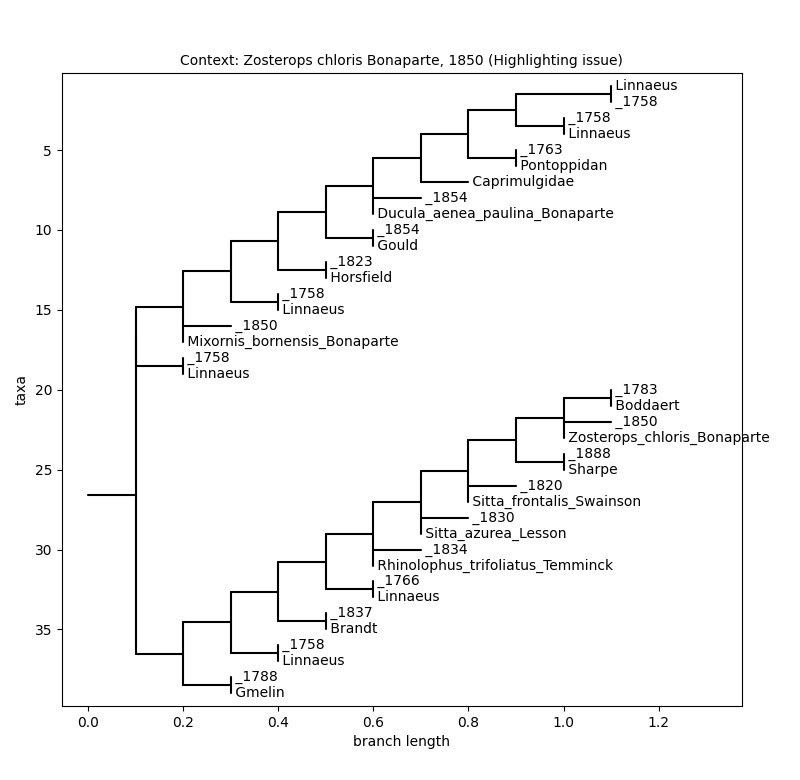 Context: Zosterops chloris Bonaparte, 1850 (Highlighting issue)
Linnaeus
_1758
_1758
Linnaeus
_1763
Pontoppidan
Caprimulgidae
_1854
Ducula_aenea_paulina_Bonaparte
_1854
Gould
_1823
Horsfield
_1758
Linnaeus
_1850
Mixornis_bornensis_Bonaparte
_1758
Linnaeus
_1783
Boddaert
_1850
Zosterops_chloris_Bonaparte
_1888
Sharpe
_1820
Sitta_frontalis_Swainson
_1830
Sitta_azurea_Lesson
_1834
Rhinolophus_trifoliatus_Temminck
_1766
Linnaeus
_1837
Brandt
_1758
Linnaeus
_1788
Gmelin
5
10
15
20
25
30
35
taxa
0.0 0.2 0.4 0.6 0.8 1.0 1.2
branch length